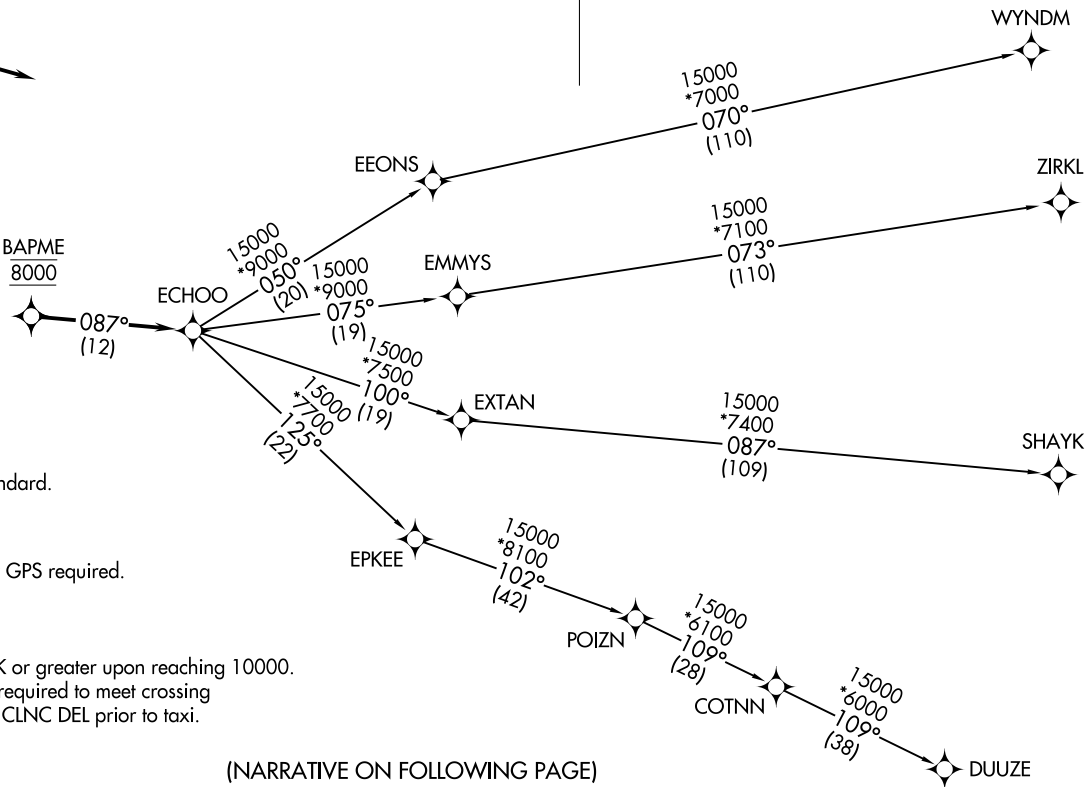 WYNDM
15000
*7000
070°
(110)
EEONS
ZIRKL
15000
*7100
073°
(110)
BAPME
8000
087°
(12)
ECHOO
15000
*9000
050°
(20)
15000
*9000
075°
(19)
EMMYS
15000
*7500
100°
(19)
EXTAN
15000
*7400
087°
(109)
SHAYK
15000
*7700
125°
(22)
ndard.
EPKEE
GPS required.
15000
*8100
102°
(42)
POIZN
15000
*6100
109°
(28)
COTNN
15000
*6000
109°
(38)
DUUZE
K or greater upon reaching 10000.
required to meet crossing
CLNC DEL prior to taxi.
(NARRATIVE ON FOLLOWING PAGE)